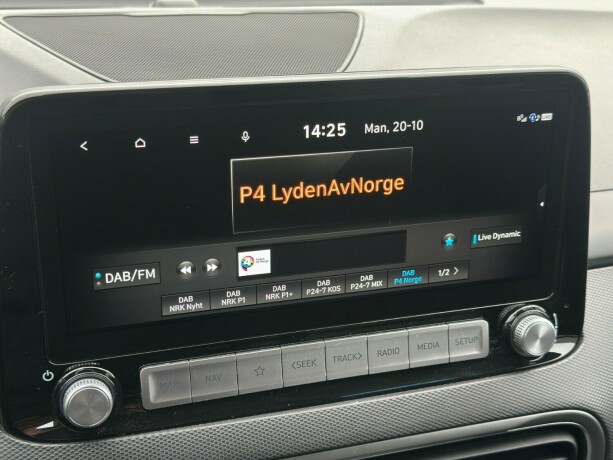 14:25 Man, 20-10
P4 LydenAvNorge
Live Dynamic
DAB/FM
DAB
NRK Nyht
DAB
NRK P1
DAB
NRK P1+
DAB
P24-7 KOS
DAB
P24-7 MIX
DAB
P4 Norge
1/2 >
MAP
NAV
<SEEK
TRACK>
RADIO
MEDIA
SETUP